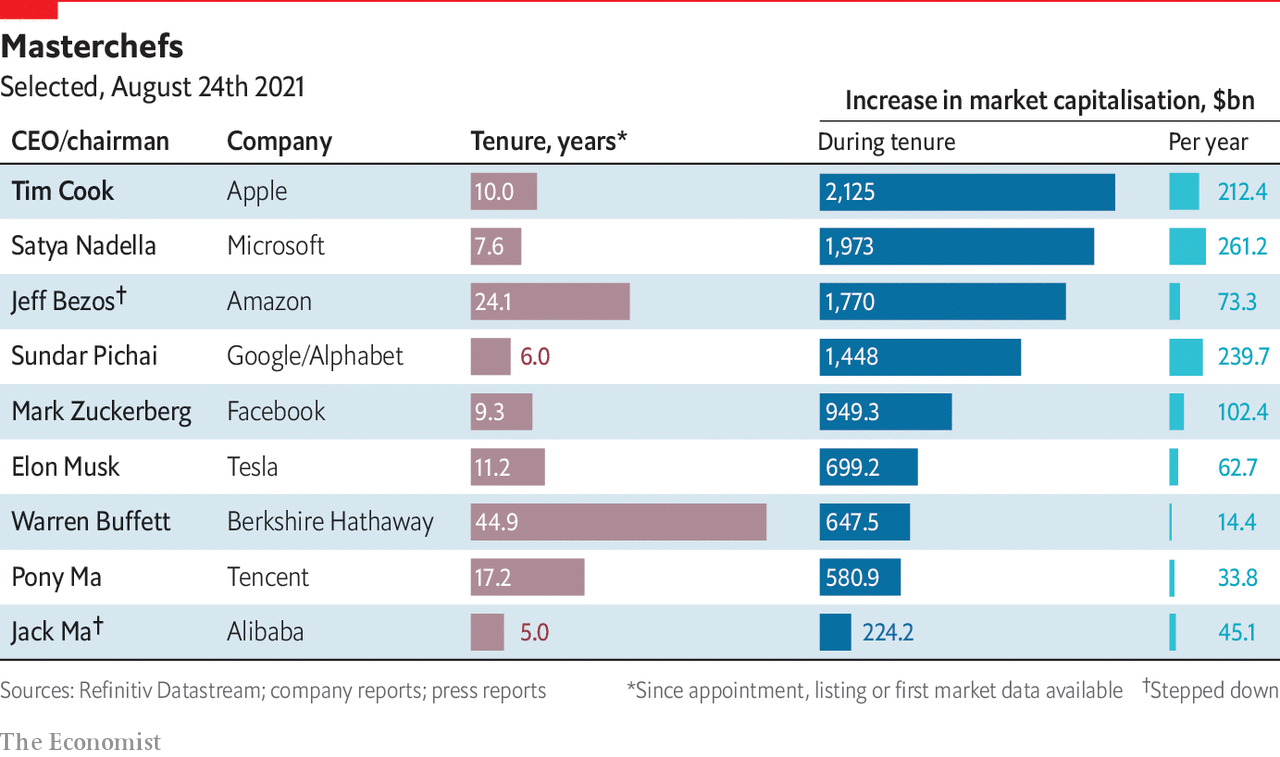 Masterchefs
Selected, August 24th 2021
Increase in market capitalisation, $bn
CEO/chairman Company Tenure, years* During tenure Per year
Tim Cook Apple 10.0 2,125 212.4
Satya Nadella Microsoft 7.6 1,973 261.2
Jeff Bezos† Amazon 24.1 1,770 73.3
Sundar Pichai Google/Alphabet 6.0 1,448 239.7
Mark Zuckerberg Facebook 9.3 949.3 102.4
Elon Musk Tesla 11.2 699.2 62.7
Warren Buffett Berkshire Hathaway 44.9 647.5 14.4
Pony Ma Tencent 17.2 580.9 33.8
Jack Ma† Alibaba 5.0 224.2 45.1
Sources: Refinitiv Datastream; company reports; press reports *Since appointment, listing or first market data available †Stepped down
The Economist